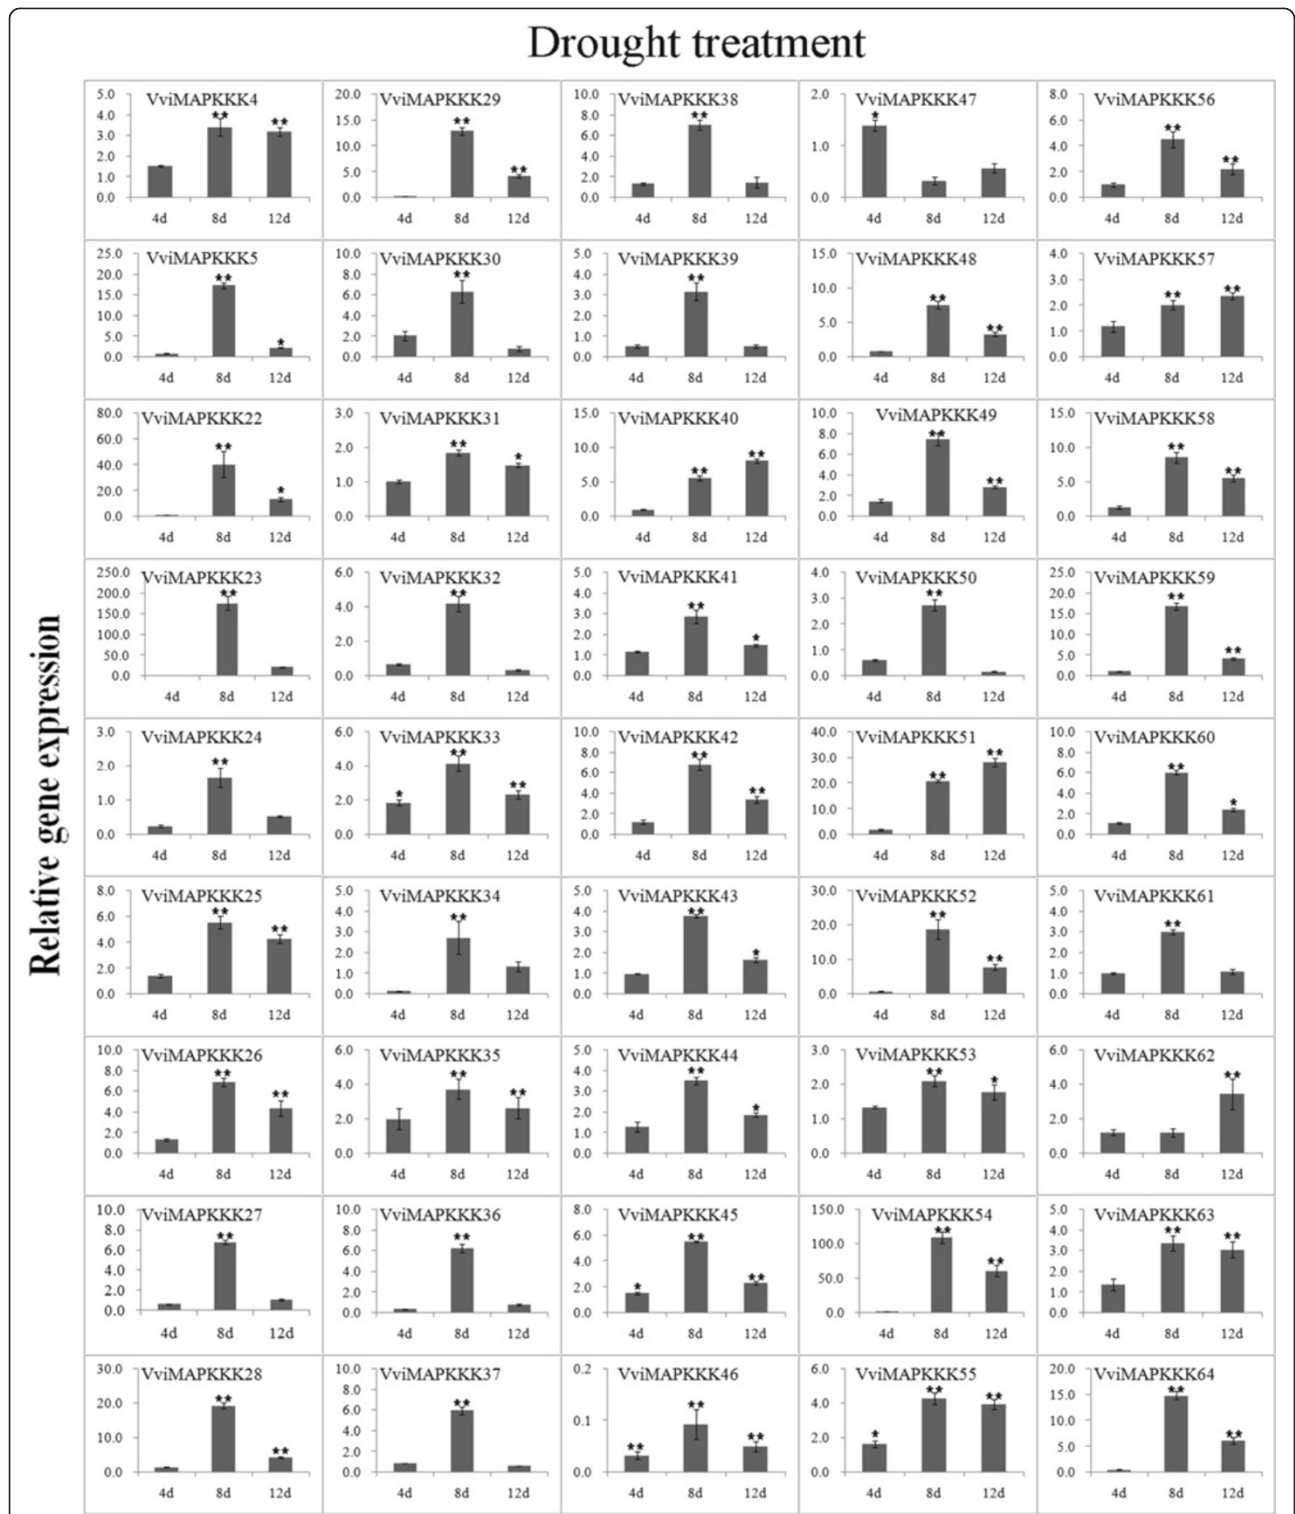 Drought treatment
Relative gene expression
VviMAPKKK4
5.0
4.0
3.0
2.0
1.0
0.0
** **
4d 8d 12d
VviMAPKKK29
20.0
15.0
10.0
5.0
0.0
** **
4d 8d 12d
VviMAPKKK38
10.0
8.0
6.0
4.0
2.0
0.0
**
4d 8d 12d
VviMAPKKK47
2.0
1.0
0.0
*
4d 8d 12d
VviMAPKKK56
8.0
6.0
4.0
2.0
0.0
** **
4d 8d 12d
VviMAPKKK5
25.0
20.0
15.0
10.0
5.0
0.0
** *
4d 8d 12d
VviMAPKKK30
10.0
8.0
6.0
4.0
2.0
0.0
**
4d 8d 12d
VviMAPKKK39
5.0
4.0
3.0
2.0
1.0
0.0
**
4d 8d 12d
VviMAPKKK48
15.0
10.0
5.0
0.0
** **
4d 8d 12d
VviMAPKKK57
4.0
3.0
2.0
1.0
0.0
** **
4d 8d 12d
VviMAPKKK22
80.0
60.0
40.0
20.0
0.0
** *
4d 8d 12d
VviMAPKKK31
3.0
2.0
1.0
0.0
** *
4d 8d 12d
VviMAPKKK40
15.0
10.0
5.0
0.0
** **
4d 8d 12d
VviMAPKKK49
10.0
8.0
6.0
4.0
2.0
0.0
** **
4d 8d 12d
VviMAPKKK58
15.0
10.0
5.0
0.0
** **
4d 8d 12d
VviMAPKKK23
250.0
200.0
150.0
100.0
50.0
0.0
**
4d 8d 12d
VviMAPKKK32
6.0
4.0
2.0
0.0
**
4d 8d 12d
VviMAPKKK41
5.0
4.0
3.0
2.0
1.0
0.0
** *
4d 8d 12d
VviMAPKKK50
4.0
3.0
2.0
1.0
0.0
**
4d 8d 12d
VviMAPKKK59
25.0
20.0
15.0
10.0
5.0
0.0
** **
4d 8d 12d
VviMAPKKK24
3.0
2.0
1.0
0.0
**
4d 8d 12d
VviMAPKKK33
6.0
4.0
2.0
0.0
* ** **
4d 8d 12d
VviMAPKKK42
10.0
8.0
6.0
4.0
2.0
0.0
** **
4d 8d 12d
VviMAPKKK51
40.0
30.0
20.0
10.0
0.0
** **
4d 8d 12d
VviMAPKKK60
10.0
8.0
6.0
4.0
2.0
0.0
** *
4d 8d 12d
VviMAPKKK25
8.0
6.0
4.0
2.0
0.0
** **
4d 8d 12d
VviMAPKKK34
5.0
4.0
3.0
2.0
1.0
0.0
**
4d 8d 12d
VviMAPKKK43
5.0
4.0
3.0
2.0
1.0
0.0
** *
4d 8d 12d
VviMAPKKK52
30.0
20.0
10.0
0.0
** **
4d 8d 12d
VviMAPKKK61
5.0
4.0
3.0
2.0
1.0
0.0
**
4d 8d 12d
VviMAPKKK26
10.0
8.0
6.0
4.0
2.0
0.0
** **
4d 8d 12d
VviMAPKKK35
6.0
4.0
2.0
0.0
** **
4d 8d 12d
VviMAPKKK44
5.0
4.0
3.0
2.0
1.0
0.0
** *
4d 8d 12d
VviMAPKKK53
3.0
2.0
1.0
0.0
** *
4d 8d 12d
VviMAPKKK62
6.0
4.0
2.0
0.0
**
4d 8d 12d
VviMAPKKK27
10.0
8.0
6.0
4.0
2.0
0.0
**
4d 8d 12d
VviMAPKKK36
10.0
8.0
6.0
4.0
2.0
0.0
**
4d 8d 12d
VviMAPKKK45
8.0
6.0
4.0
2.0
0.0
* ** **
4d 8d 12d
VviMAPKKK54
150.0
100.0
50.0
0.0
** **
4d 8d 12d
VviMAPKKK63
5.0
4.0
3.0
2.0
1.0
0.0
** **
4d 8d 12d
VviMAPKKK28
30.0
20.0
10.0
0.0
** **
4d 8d 12d
VviMAPKKK37
10.0
8.0
6.0
4.0
2.0
0.0
**
4d 8d 12d
VviMAPKKK46
0.2
0.1
0.0
** ** **
4d 8d 12d
VviMAPKKK55
6.0
4.0
2.0
0.0
* ** **
4d 8d 12d
VviMAPKKK64
20.0
15.0
10.0
5.0
0.0
** **
4d 8d 12d